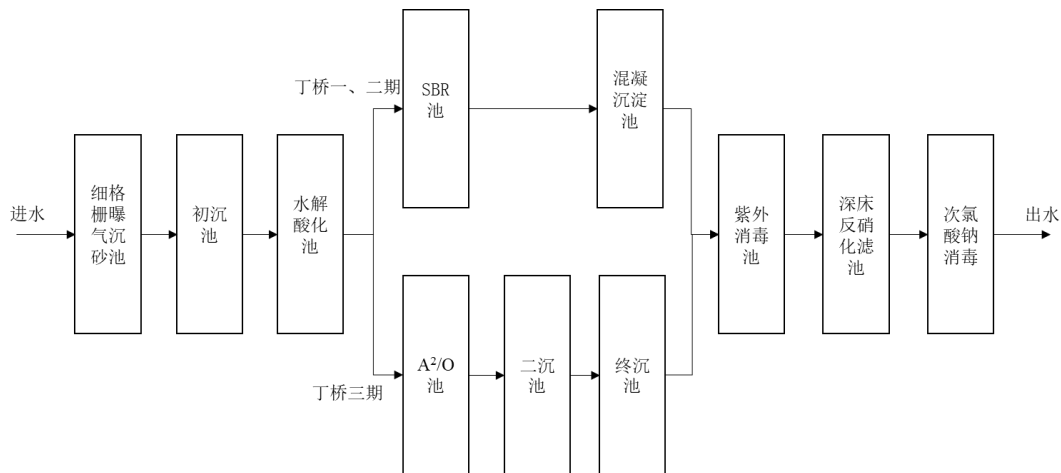 进水
细格
栅曝
气沉
砂池
初沉
池
水解
酸化
池
丁桥一、二期
SBR
池
混凝
沉淀
池
丁桥三期
A²/O
池
二沉
池
终沉
池
紫外
消毒
池
深床
反硝
化滤
池
次氯
酸钠
消毒
出水